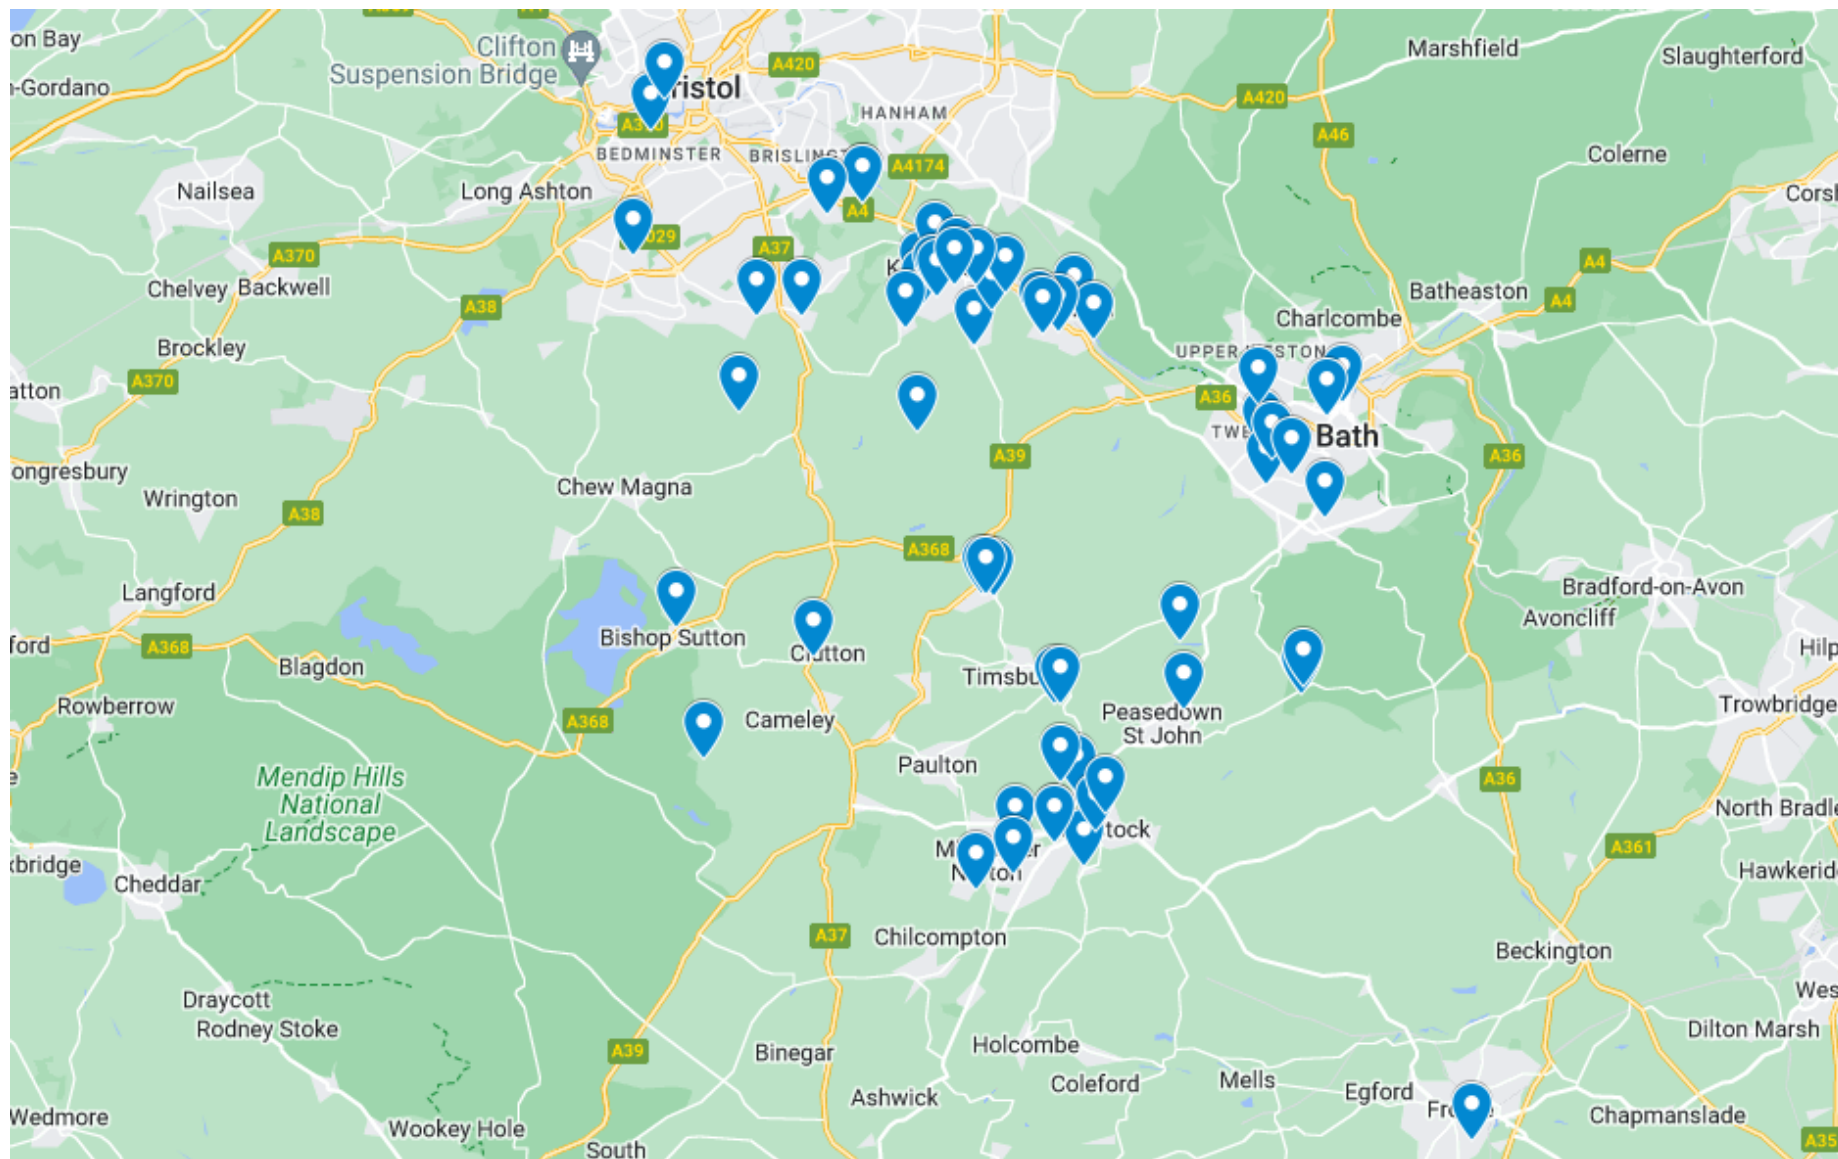 on Bay
Clifton
Suspension Bridge
Marshfield
Slaughterford
-Gordano
A420
ristol
A420
HANHAM
A46
BEDMINSTER
A4174
Colerne
Nailsea
Long Ashton
Corsl
A4
029
A37
A370
A4
Chelvey
Backwell
Batheaston
A4
A38
Charlcombe
Brockley
UPPER
STON
A370
atton
A36
Bath
A39
A36
ongresbury
Chew Magna
Wrington
A38
A368
Langford
Bradford-on-Avon
Avoncliff
ford
A368
Bishop Sutton
Clutton
Hilp
Blagdon
Timsbu
Rowberrow
A368
Cameley
Peasedown
St John
Trowbridge
Paulton
Mendip Hills
National
Landscape
A36
North Bradle
tock
A361
xbridge
Cheddar
Hawkeride
A37
Chilcompton
Beckington
Draycott
Wes
Rodney Stoke
Dilton Marsh
A39
Binegar
Holcombe
Coleford
Mells
Egford
Ashwick
Wedmore
Wookey Hole
Chapmanslade
South
A35